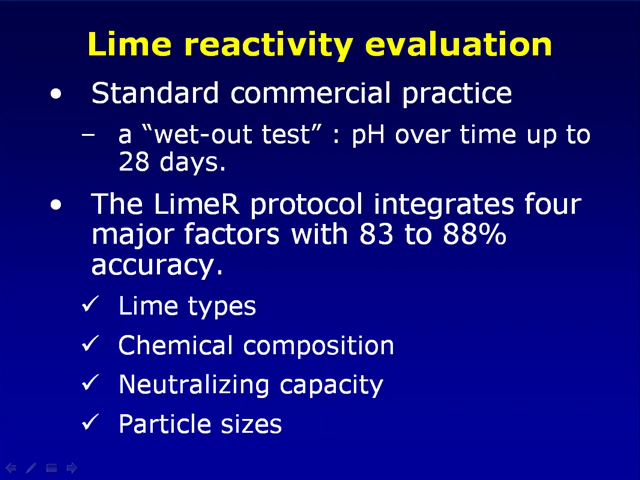 Lime reactivity evaluation
• Standard commercial practice
– a “wet-out test” : pH over time up to
28 days.
• The LimeR protocol integrates four
major factors with 83 to 88%
accuracy.
✓ Lime types
✓ Chemical composition
✓ Neutralizing capacity
✓ Particle sizes